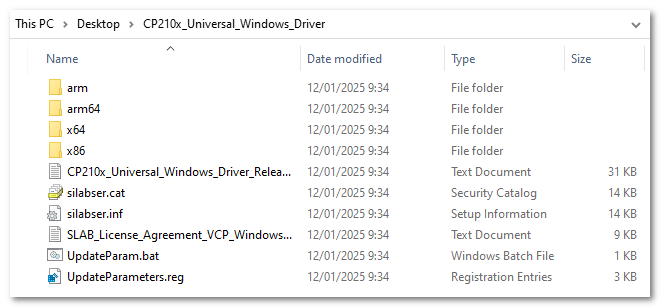 This PC > Desktop > CP210x_Universal_Windows_Driver
Name Date modified Type Size
arm 12/01/2025 9:34 File folder
arm64 12/01/2025 9:34 File folder
x64 12/01/2025 9:34 File folder
x86 12/01/2025 9:34 File folder
CP210x_Universal_Windows_Driver_Relea... 12/01/2025 9:34 Text Document 31 KB
silabser.cat 12/01/2025 9:34 Security Catalog 14 KB
silabser.inf 12/01/2025 9:34 Setup Information 14 KB
SLAB_License_Agreement_VCP_Windows... 12/01/2025 9:34 Text Document 9 KB
UpdateParam.bat 12/01/2025 9:34 Windows Batch File 1 KB
UpdateParameters.reg 12/01/2025 9:34 Registration Entries 3 KB